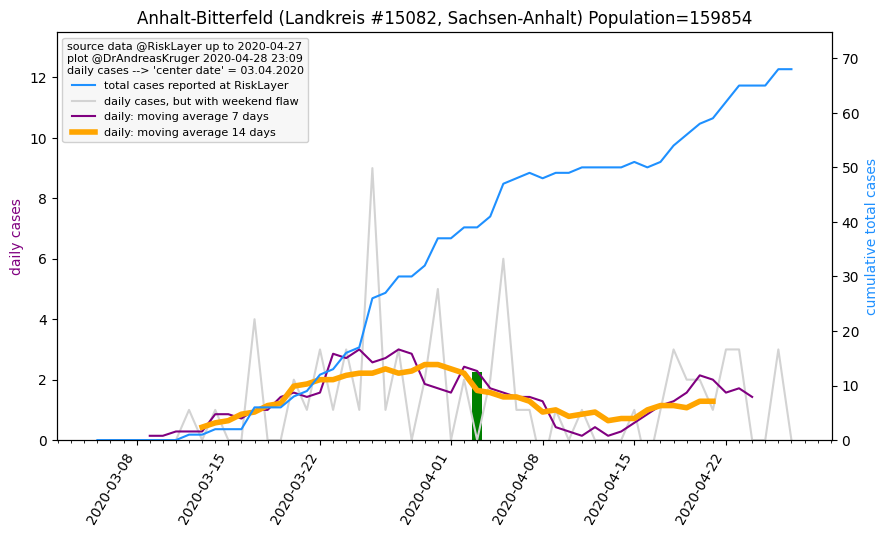 Anhalt-Bitterfeld (Landkreis #15082, Sachsen-Anhalt) Population=159854
source data @RiskLayer up to 2020-04-27
plot @DrAndreasKruger 2020-04-28 23:09
daily cases --> 'center date' = 03.04.2020
total cases reported at RiskLayer
daily cases, but with weekend flaw
daily: moving average 7 days
daily: moving average 14 days
daily cases
12
10
8
6
4
2
0
70
60
50
40
30
20
10
0
cumulative total cases
2020-03-08
2020-03-15
2020-03-22
2020-04-01
2020-04-08
2020-04-15
2020-04-22